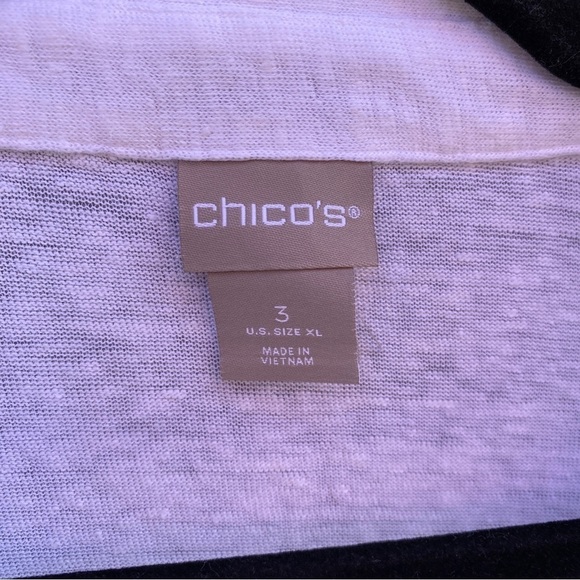 chico's®
3
U.S. SIZE XL
MADE IN
VIETNAM